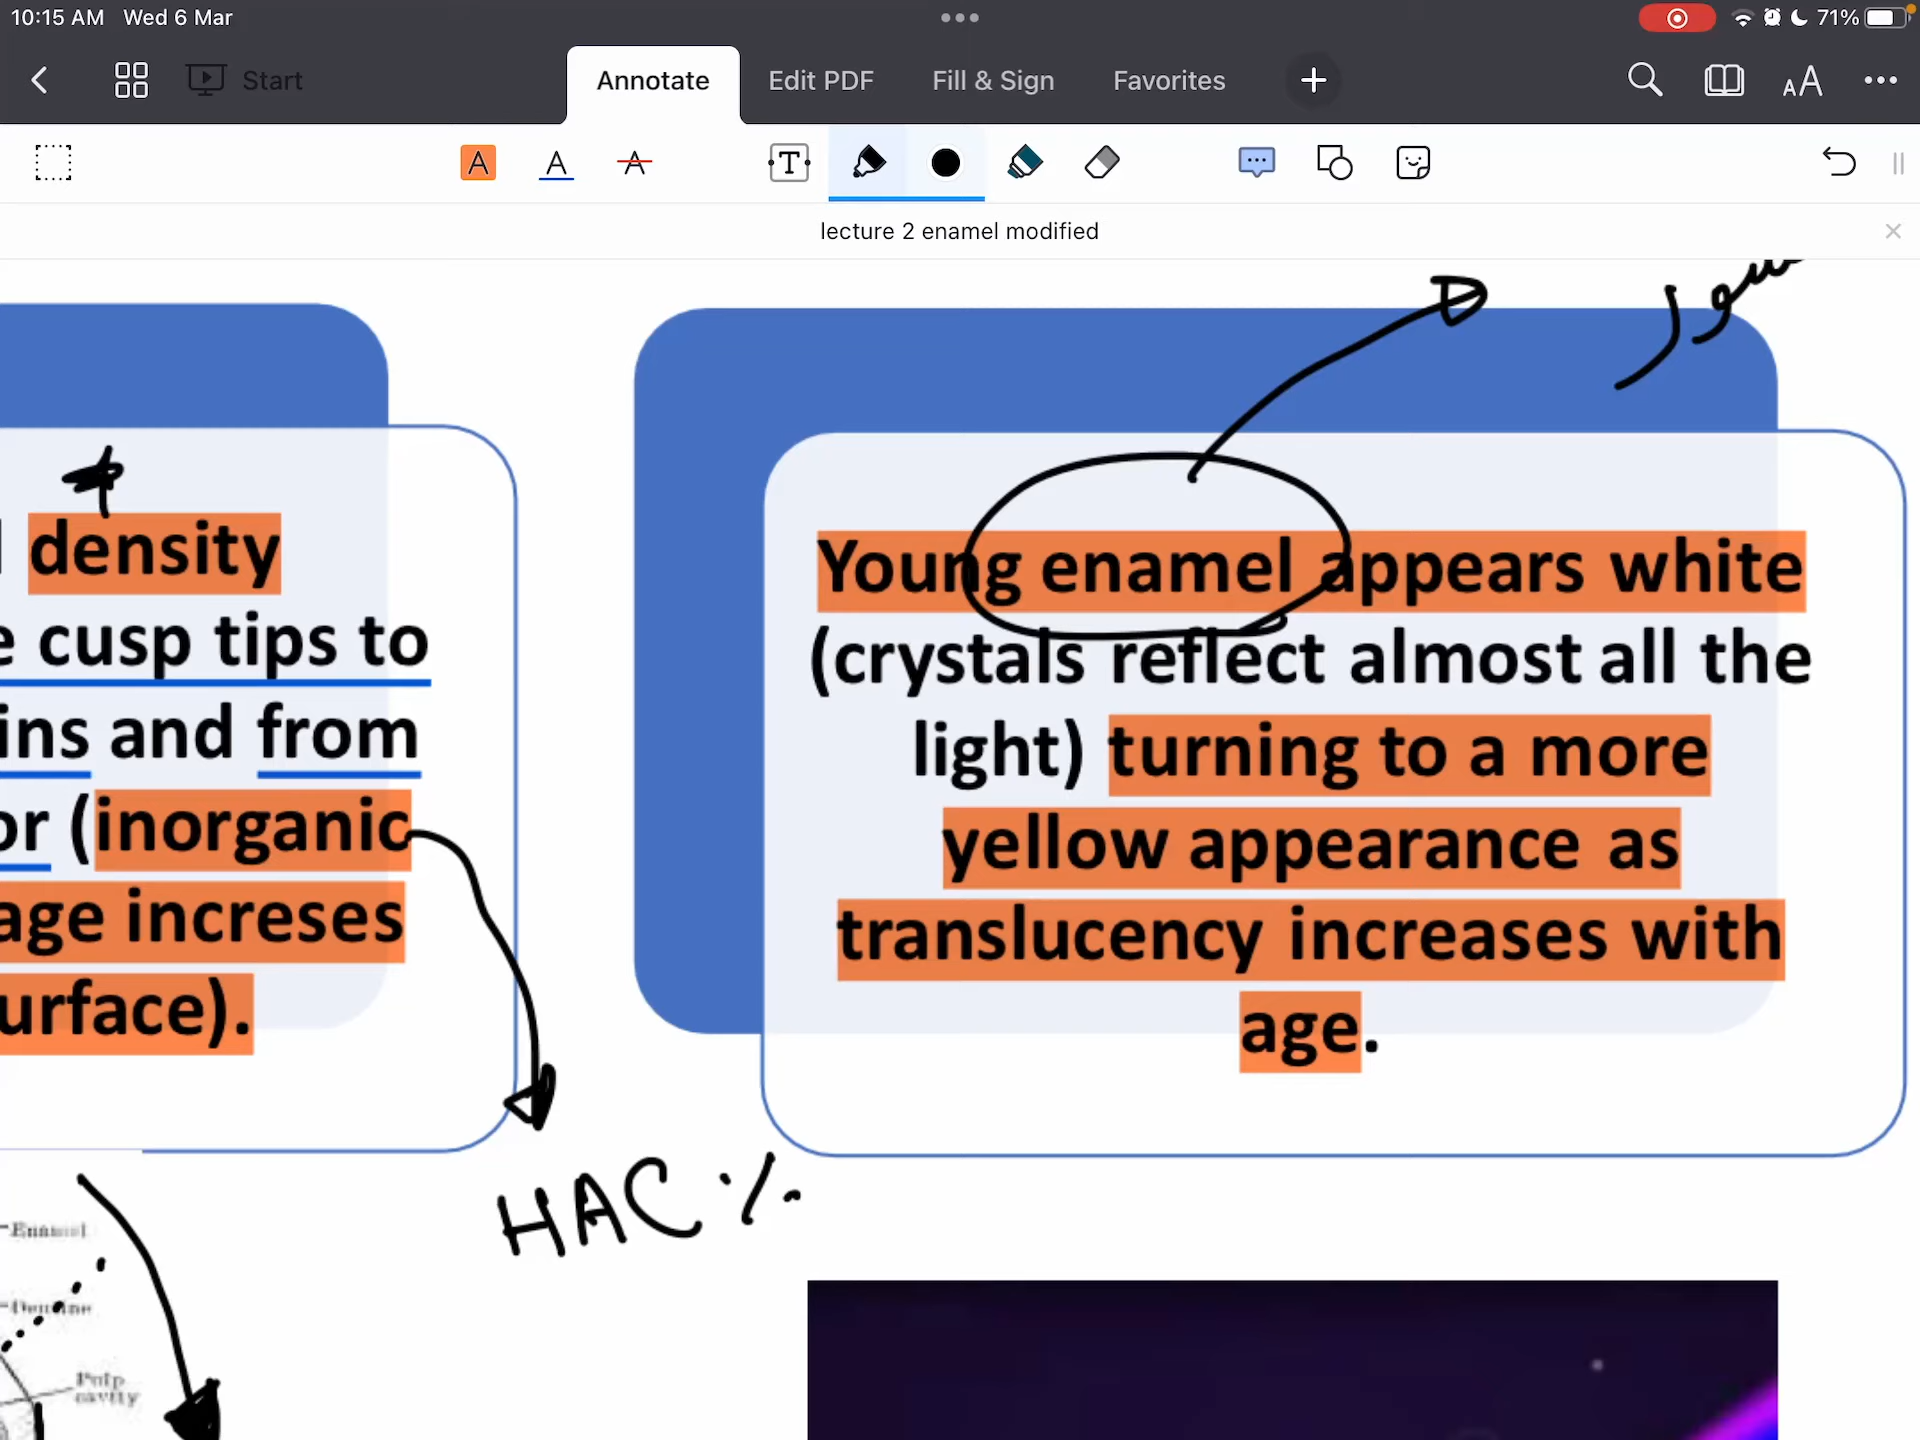 10:15 AM Wed 6 Mar
71%
Start
Annotate
Edit PDF
Fill & Sign
Favorites
AA
A A A T
lecture 2 enamel modified
density
cusp tips to
ins and from
or (inorganic
age increses
urface).
Young enamel appears white
(crystals reflect almost all the
light) turning to a more
yellow appearance as
translucency increases with
age.
HAC %
Enamel
Dentine
Pulp
cavity